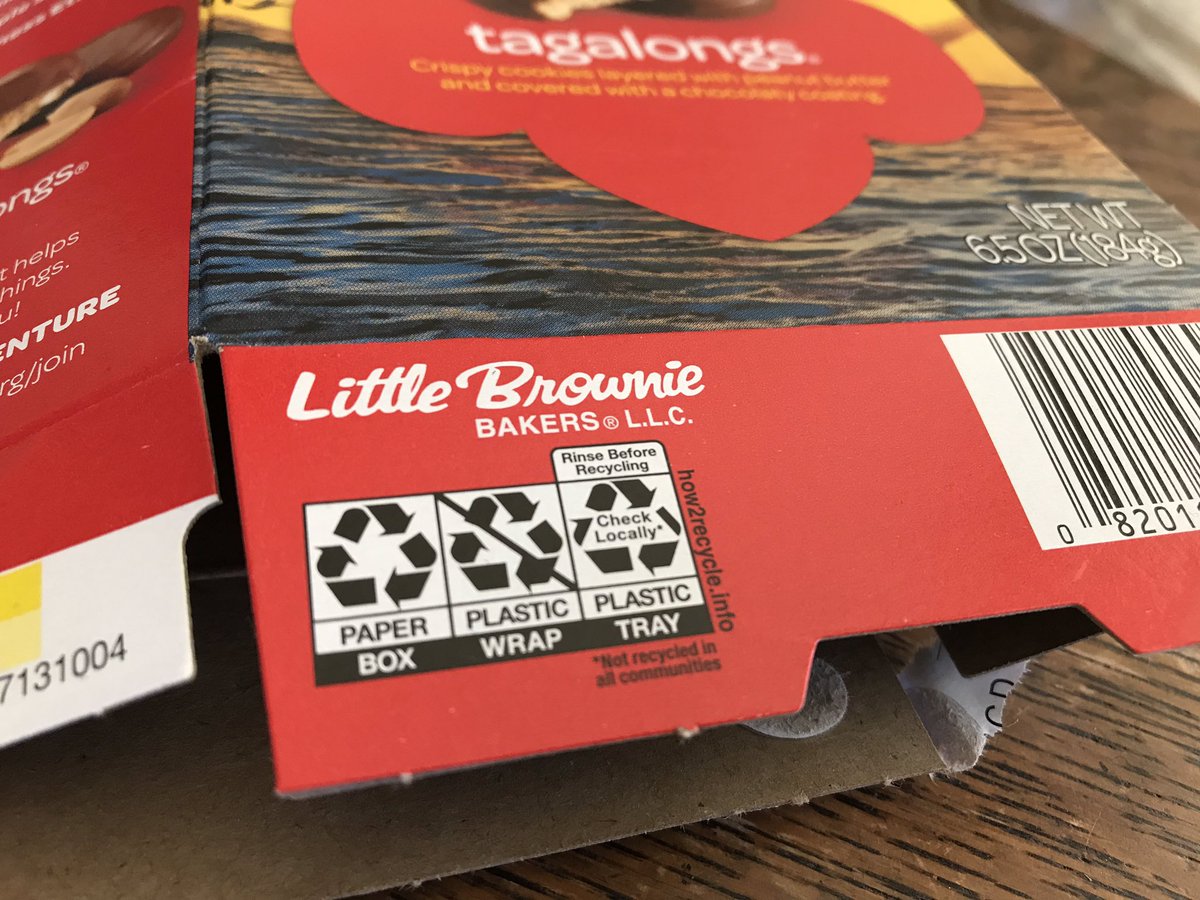 tagalongs®
Crispy cookies layered with peanut butter
and covered with a chocolaty coating.
NET WT
6.5 OZ (184g)
ongs®
t helps
hings.
u!
ENTURE
rg/join
7131004
Little Brownie
BAKERS® L.L.C.
Rinse Before
Recycling
Check
Locally*
PAPER
BOX
PLASTIC
WRAP
PLASTIC
TRAY
*Not recycled in
all communities
how2recycle.info
0 8201